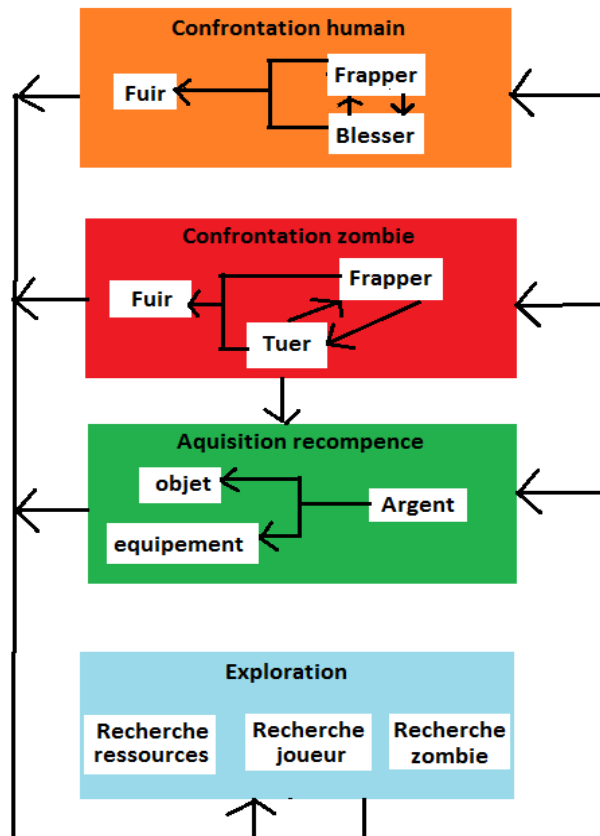 Confrontation humain
Fuir
Frapper
Blesser
Confrontation zombie
Fuir
Frapper
Tuer
Aquisition recompence
objet
Argent
equipement
Exploration
Recherche
ressources
Recherche
joueur
Recherche
zombie